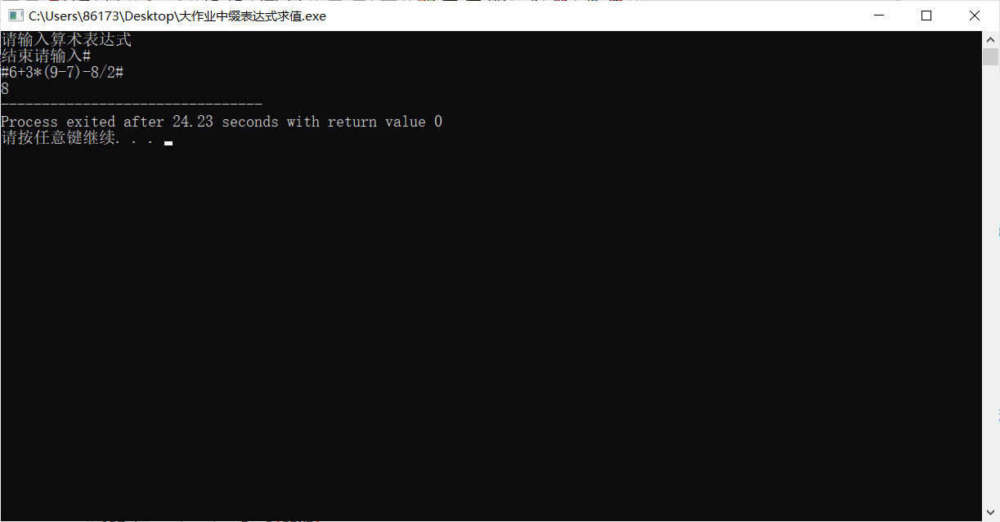 C:\Users\86173\Desktop\大作业中缀表达式求值.exe
请输入算术表达式
结束请输入#
#6+3*(9-7)-8/2#
8
--------------------------------
Process exited after 24.23 seconds with return value 0
请按任意键继续. . .